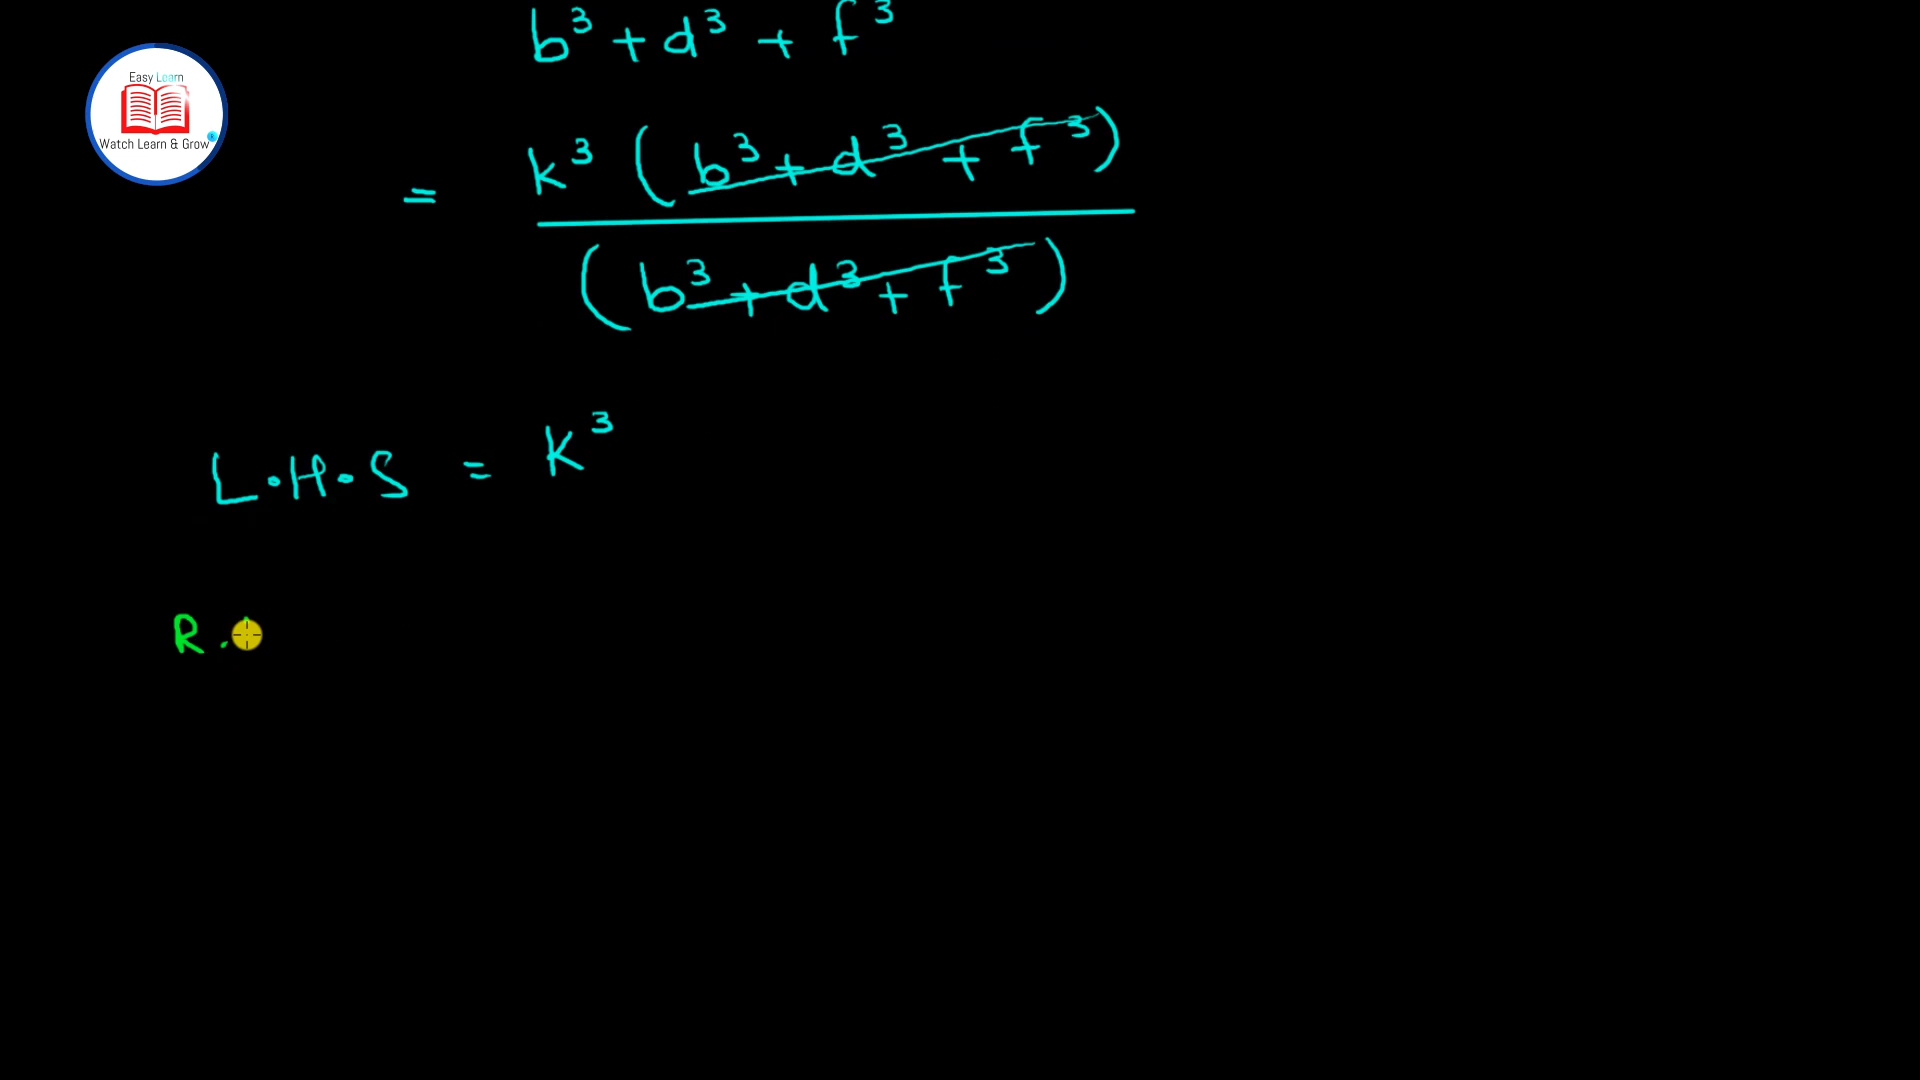 b³ + d³ + f³
Easy Learn
Watch Learn & Grow
= k³ (b³ + d³ + f³)
(b³ + d³ + f³)
L.H.S = K³
R.